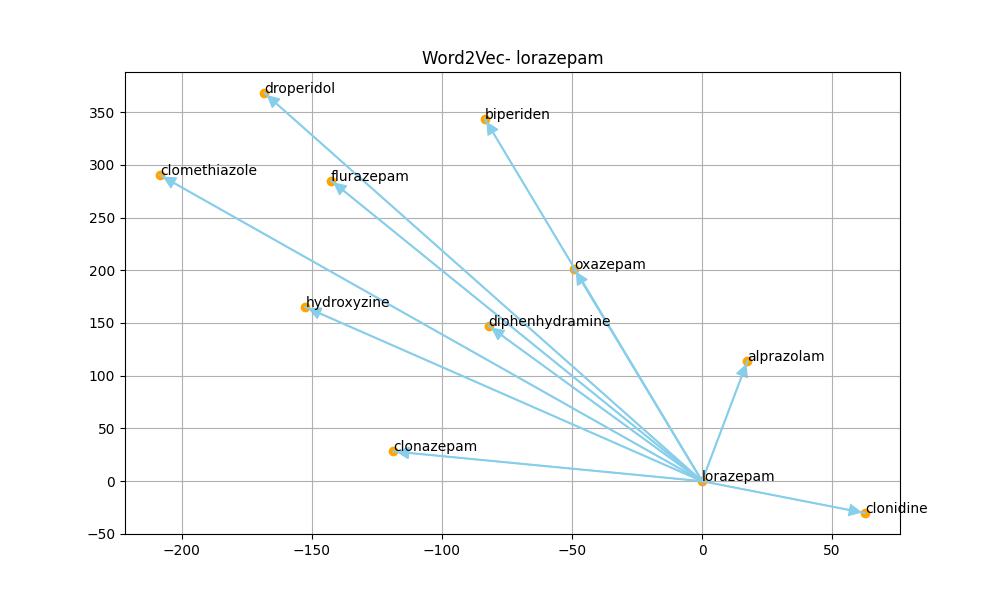 Word2Vec- lorazepam
droperidol
biperiden
clomethiazole
flurazepam
oxazepam
hydroxyzine
diphenhydramine
alprazolam
clonazepam
lorazepam
clonidine
350
300
250
200
150
100
50
0
−50
−200
−150
−100
−50
0
50